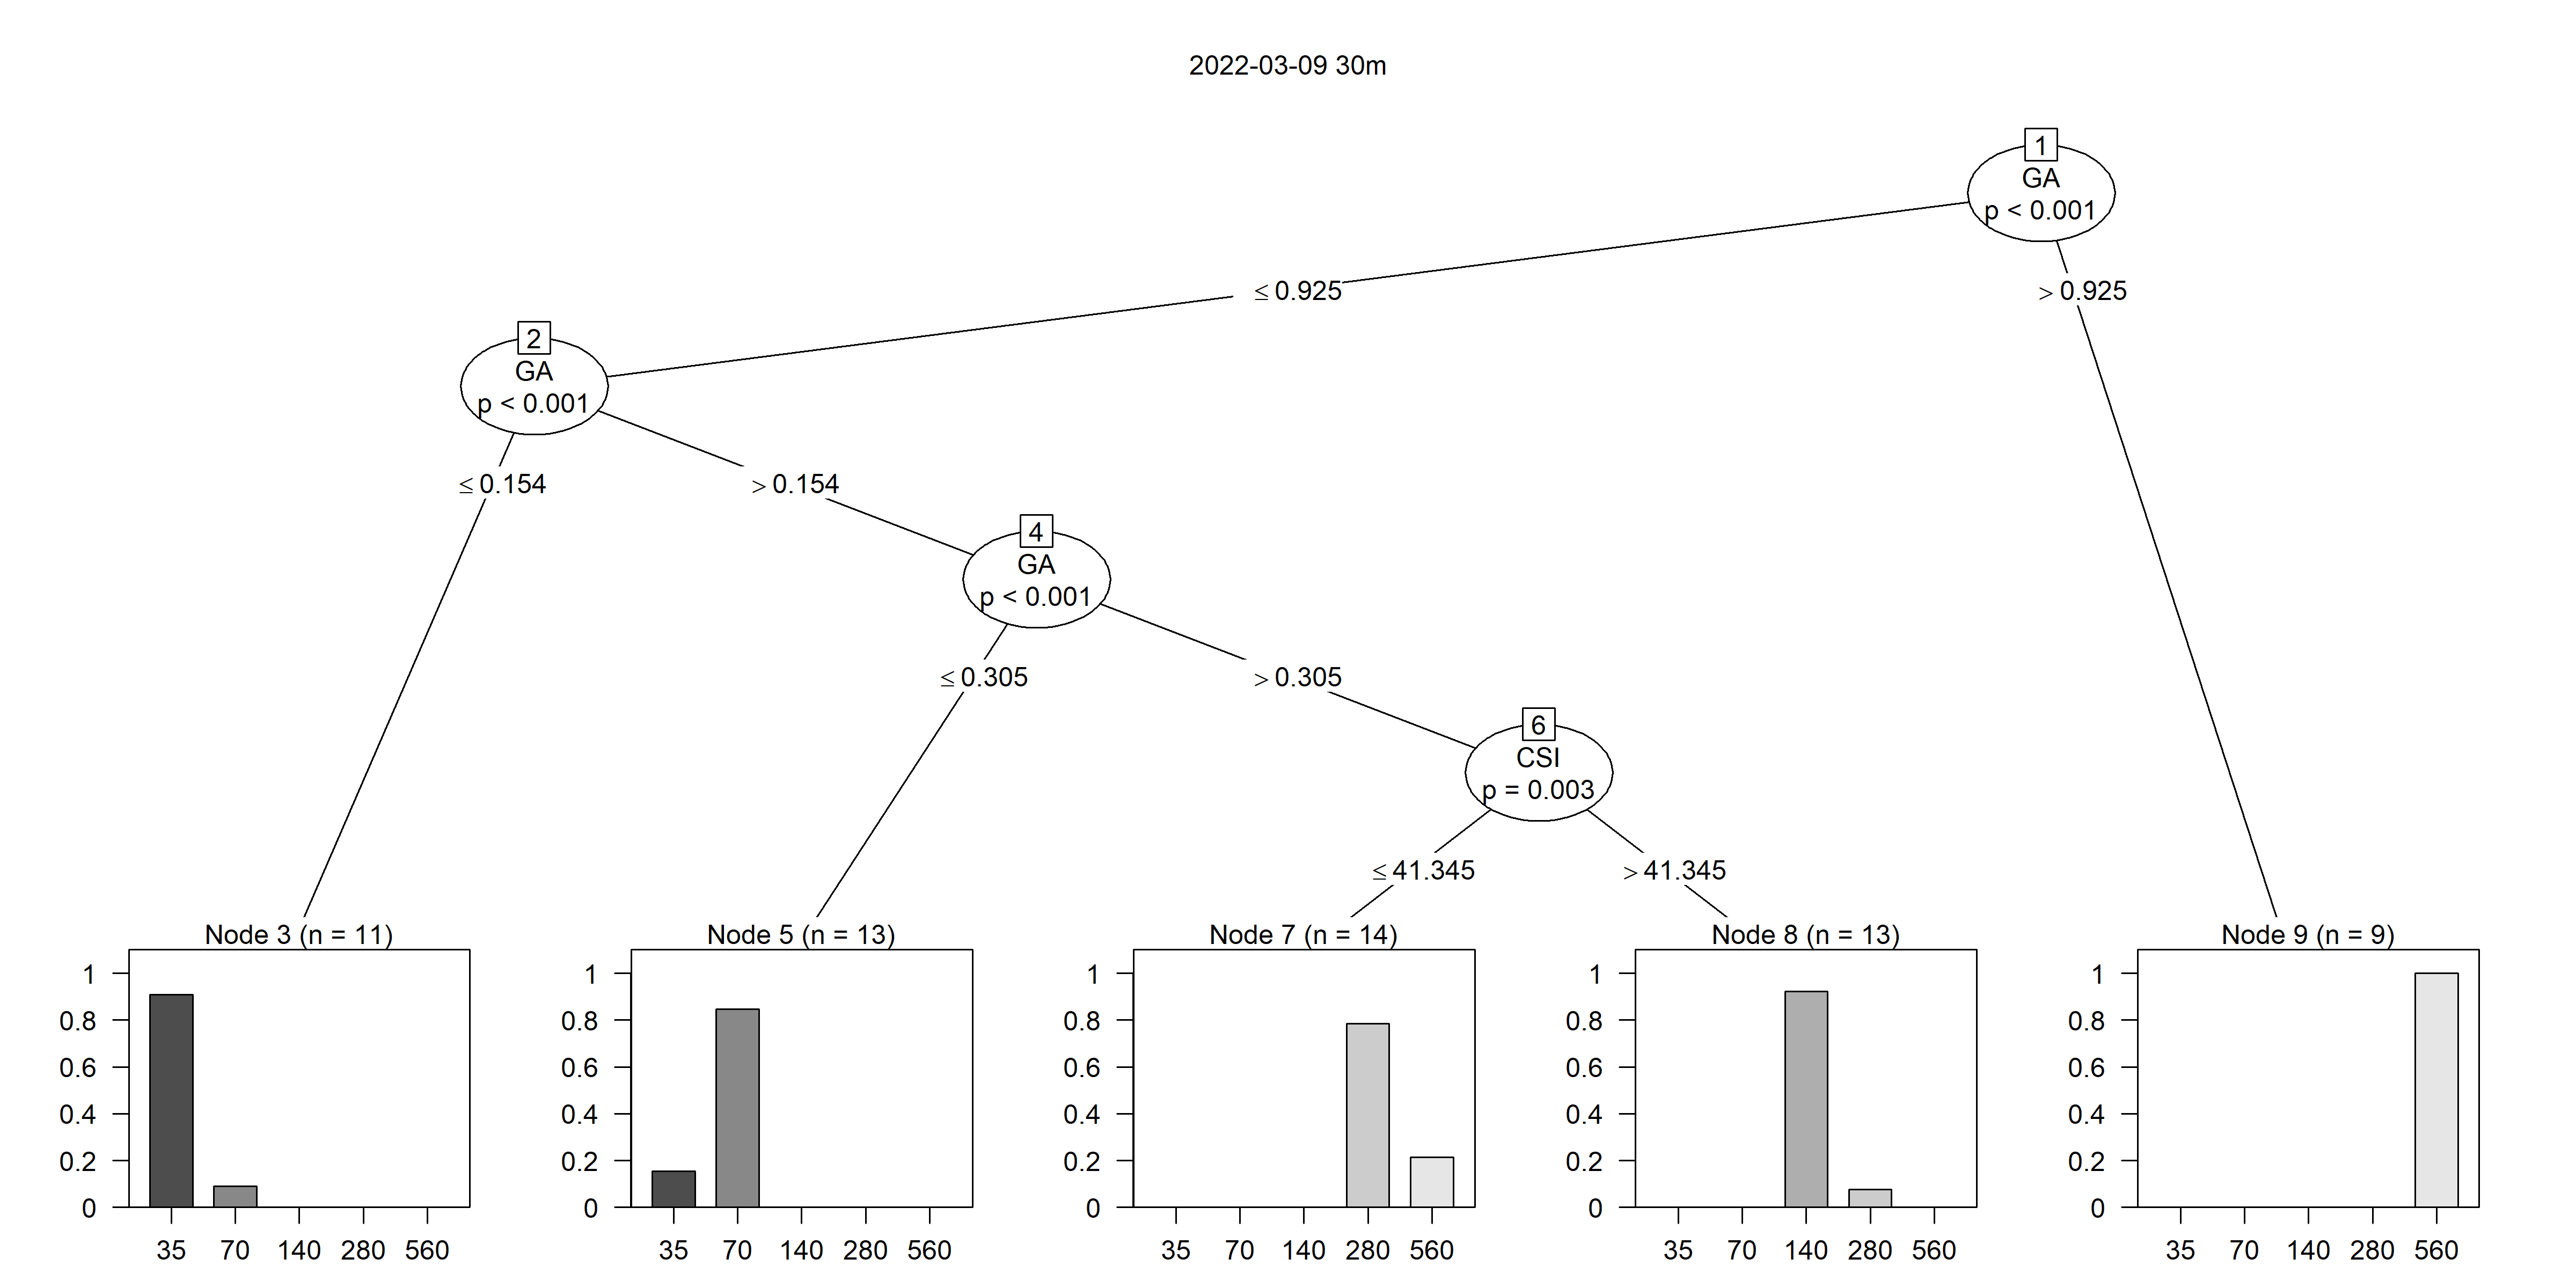 2022-03-09 30m
1
GA
p < 0.001
≤ 0.925
> 0.925
2
GA
p < 0.001
≤ 0.154
> 0.154
4
GA
p < 0.001
≤ 0.305
> 0.305
6
CSI
p = 0.003
≤ 41.345
> 41.345
Node 3 (n = 11)
1
0.8
0.6
0.4
0.2
0
35 70 140 280 560
Node 5 (n = 13)
1
0.8
0.6
0.4
0.2
0
35 70 140 280 560
Node 7 (n = 14)
1
0.8
0.6
0.4
0.2
0
35 70 140 280 560
Node 8 (n = 13)
1
0.8
0.6
0.4
0.2
0
35 70 140 280 560
Node 9 (n = 9)
1
0.8
0.6
0.4
0.2
0
35 70 140 280 560